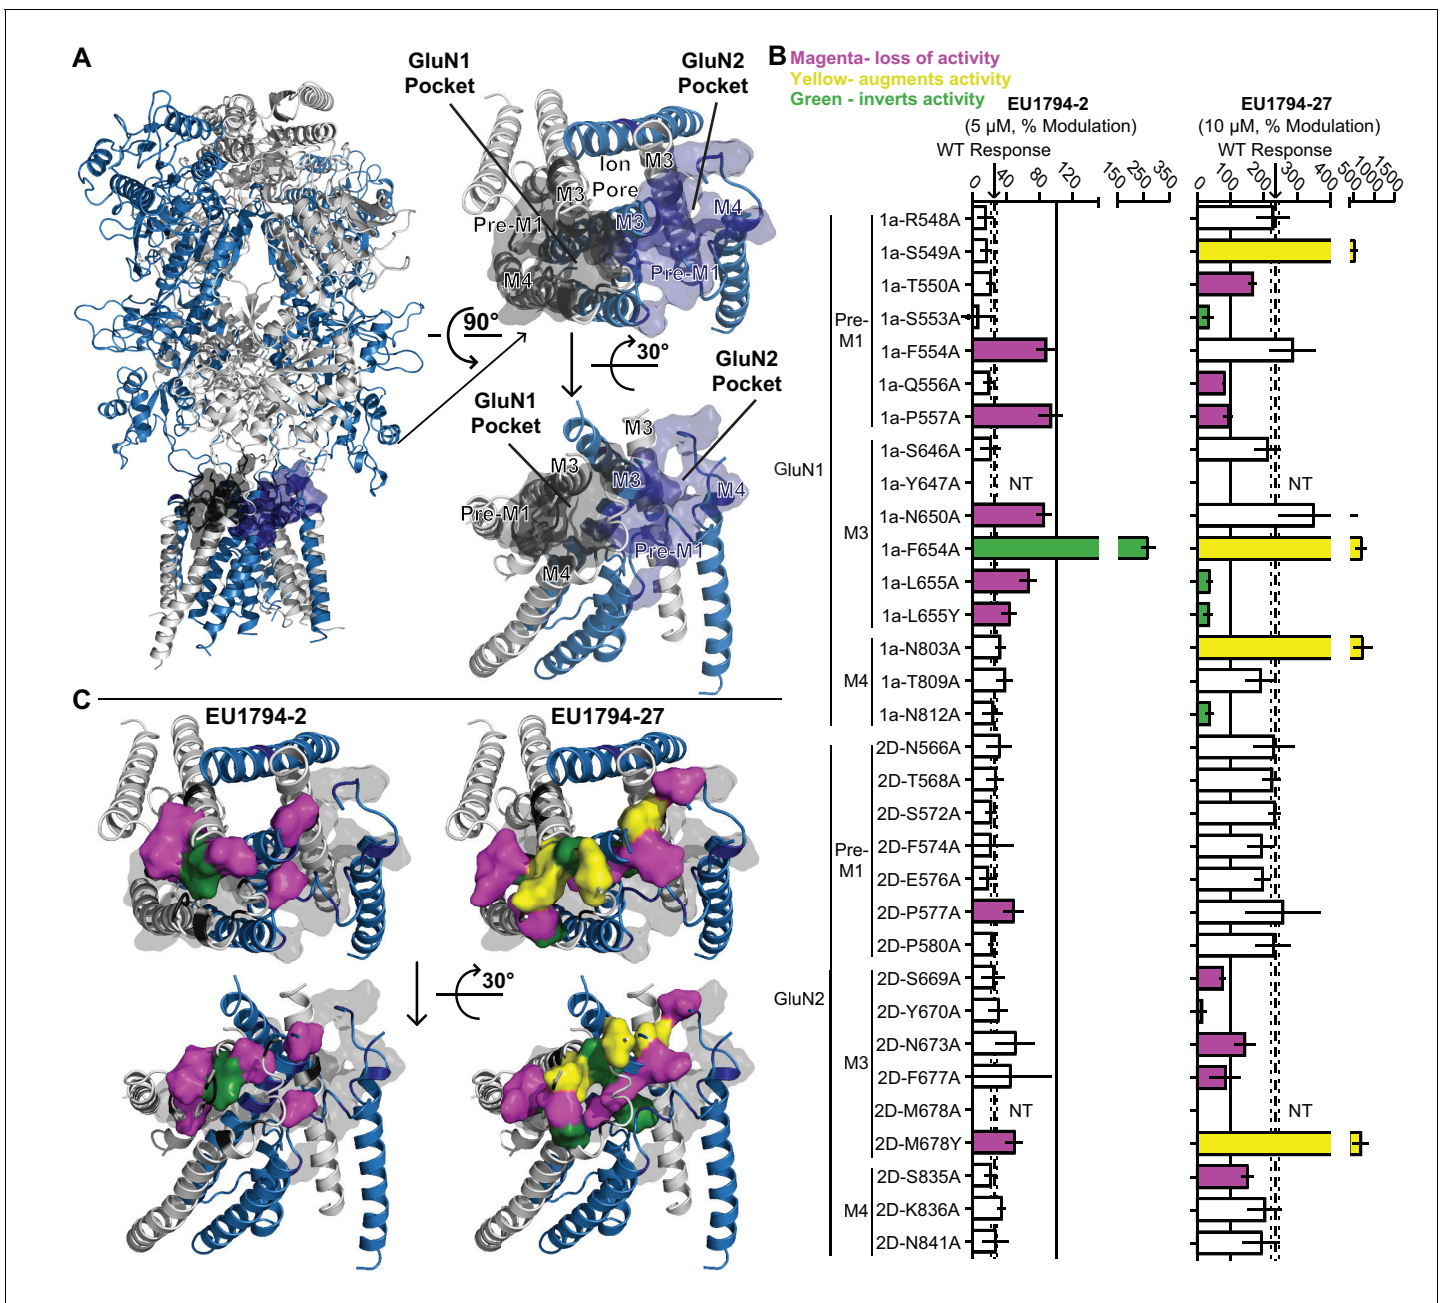 A
GluN1
Pocket
GluN2
Pocket
Ion
Pore
M3
M3
M3
M4
Pre-M1
M4
Pre-M1
90°
30°
GluN1
Pocket
GluN2
Pocket
M3
M3
M3
M4
Pre-M1
Pre-M1
M4
B
Magenta- loss of activity
Yellow- augments activity
Green - inverts activity
EU1794-2
(5 µM, % Modulation)
WT Response
0 40 80 120 150 250 350
EU1794-27
(10 µM, % Modulation)
WT Response
0 100 200 300 400 500 1000 1500
GluN1
Pre-
M1
1a-R548A
1a-S549A
1a-T550A
1a-S553A
1a-F554A
1a-Q556A
1a-P557A
M3
1a-S646A
1a-Y647A NT NT
1a-N650A
1a-F654A
1a-L655A
1a-L655Y
M4
1a-N803A
1a-T809A
1a-N812A
GluN2
Pre-
M1
2D-N566A
2D-T568A
2D-S572A
2D-F574A
2D-E576A
2D-P577A
2D-P580A
M3
2D-S669A
2D-Y670A
2D-N673A
2D-F677A
2D-M678A NT NT
2D-M678Y
M4
2D-S835A
2D-K836A
2D-N841A
C
EU1794-2
EU1794-27
30°